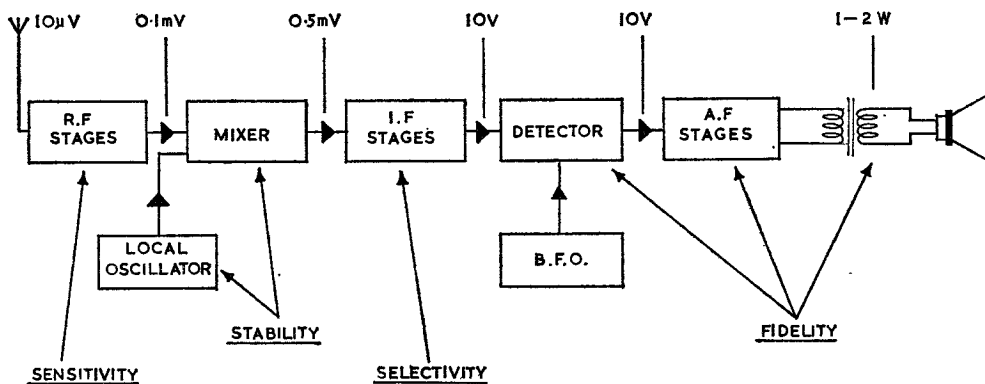 10µV
0·1mV
0·5mV
10V
10V
1–2 W
R.F
STAGES
MIXER
I.F
STAGES
DETECTOR
A.F
STAGES
LOCAL
OSCILLATOR
B.F.O.
STABILITY
FIDELITY
SENSITIVITY
SELECTIVITY